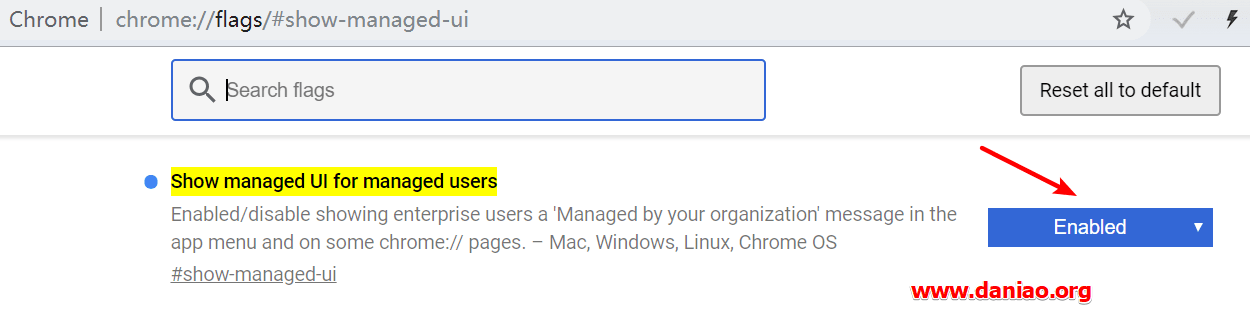 Chrome | chrome://flags/#show-managed-ui
Search flags
Reset all to default
Show managed UI for managed users
Enabled/disable showing enterprise users a 'Managed by your organization' message in the
app menu and on some chrome:// pages. – Mac, Windows, Linux, Chrome OS
#show-managed-ui
Enabled
www.daniao.org